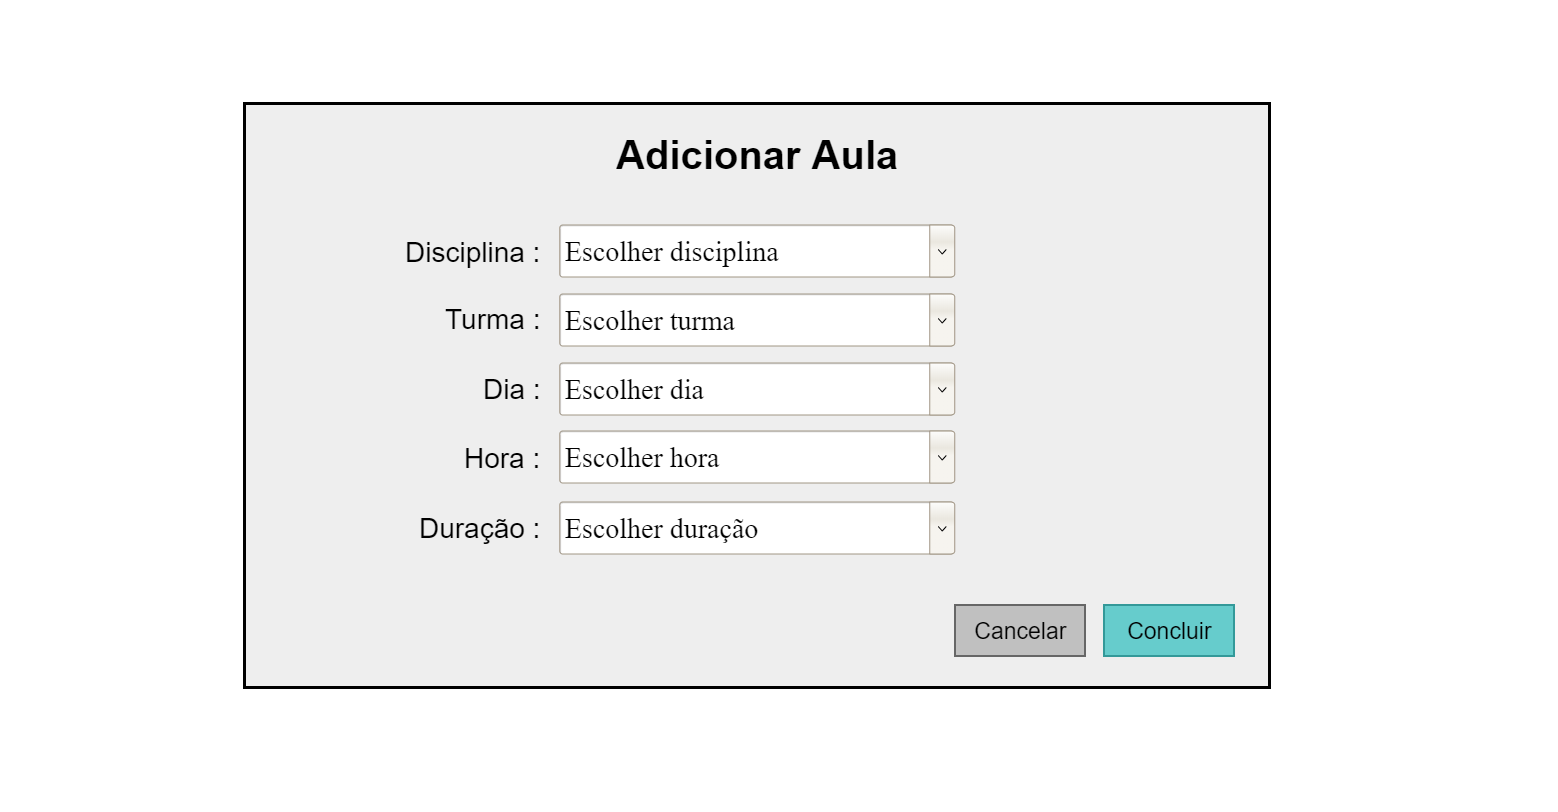 Adicionar Aula
Disciplina : Escolher disciplina
Turma : Escolher turma
Dia : Escolher dia
Hora : Escolher hora
Duração : Escolher duração
Cancelar Concluir